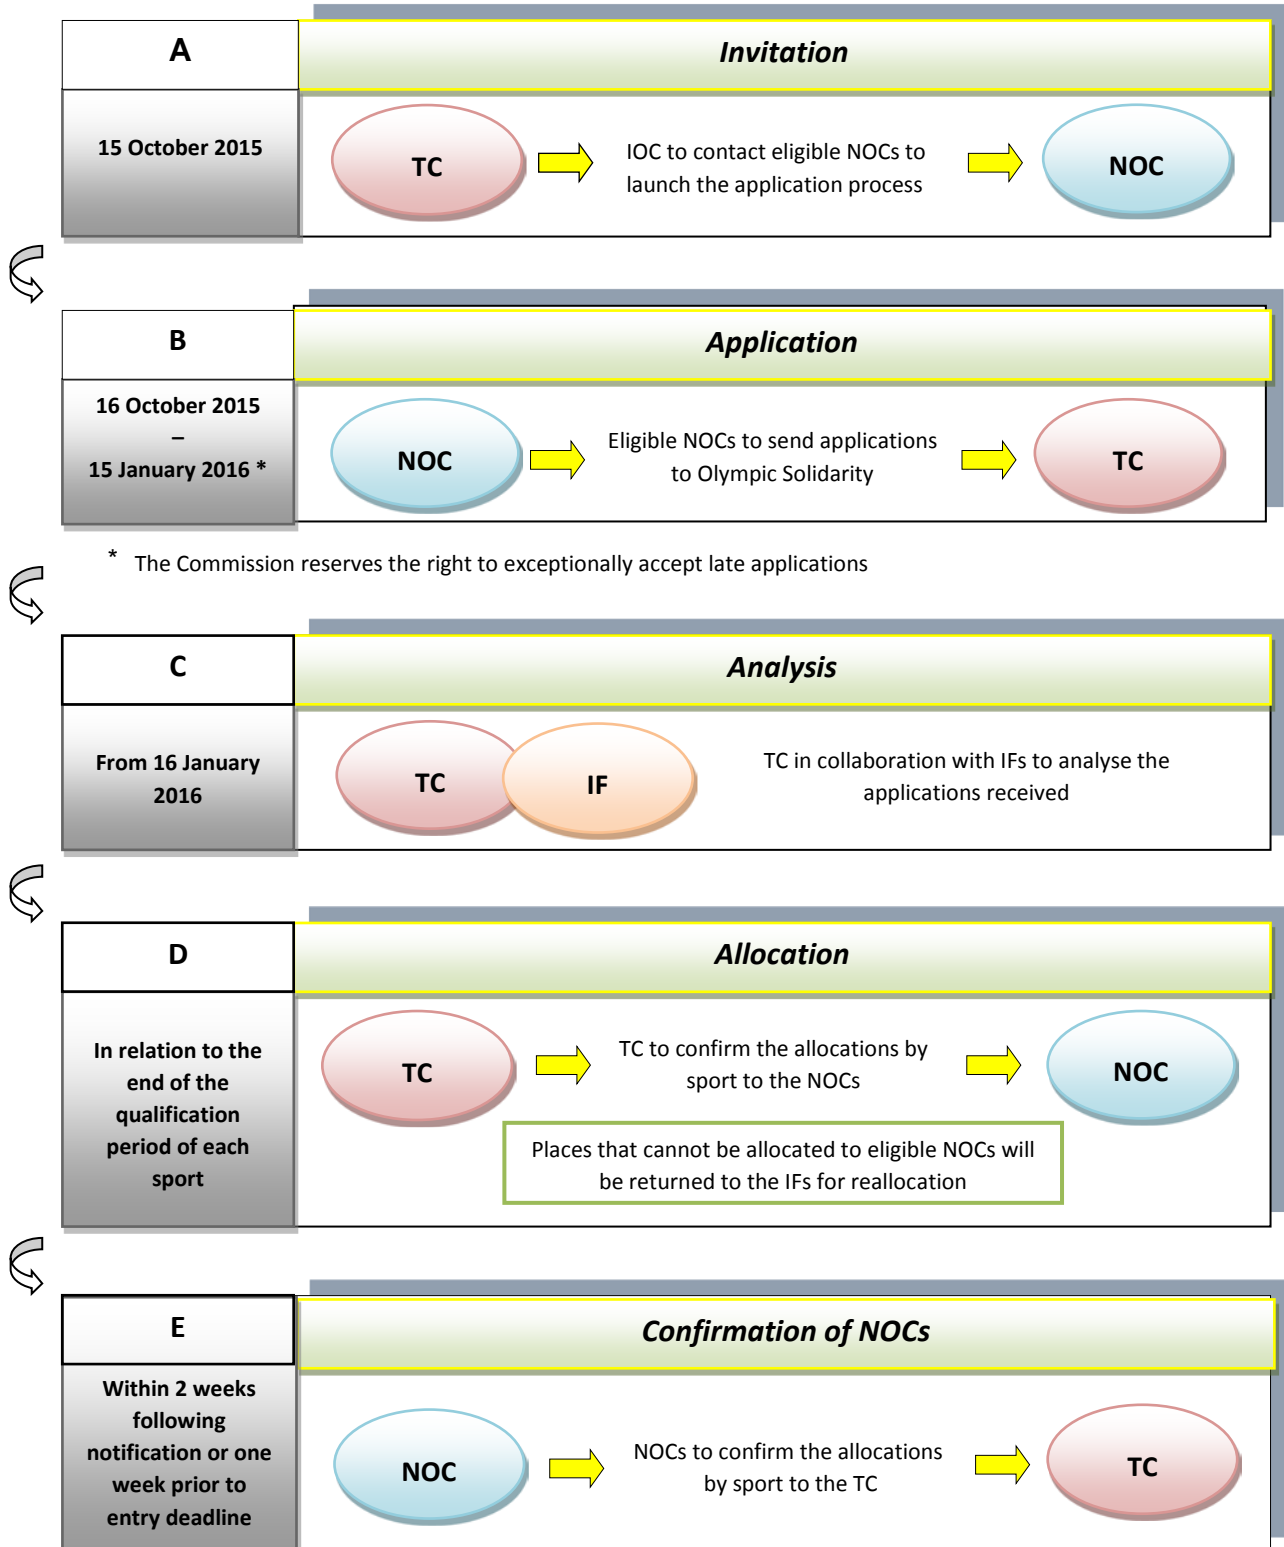 A
Invitation
15 October 2015
TC
IOC to contact eligible NOCs to
launch the application process
NOC
B
Application
16 October 2015
–
15 January 2016 *
NOC
Eligible NOCs to send applications
to Olympic Solidarity
TC
* The Commission reserves the right to exceptionally accept late applications
C
Analysis
From 16 January
2016
TC
IF
TC in collaboration with IFs to analyse the
applications received
D
Allocation
In relation to the
end of the
qualification
period of each
sport
TC
TC to confirm the allocations by
sport to the NOCs
NOC
Places that cannot be allocated to eligible NOCs will
be returned to the IFs for reallocation
E
Confirmation of NOCs
Within 2 weeks
following
notification or one
week prior to
entry deadline
NOC
NOCs to confirm the allocations
by sport to the TC
TC